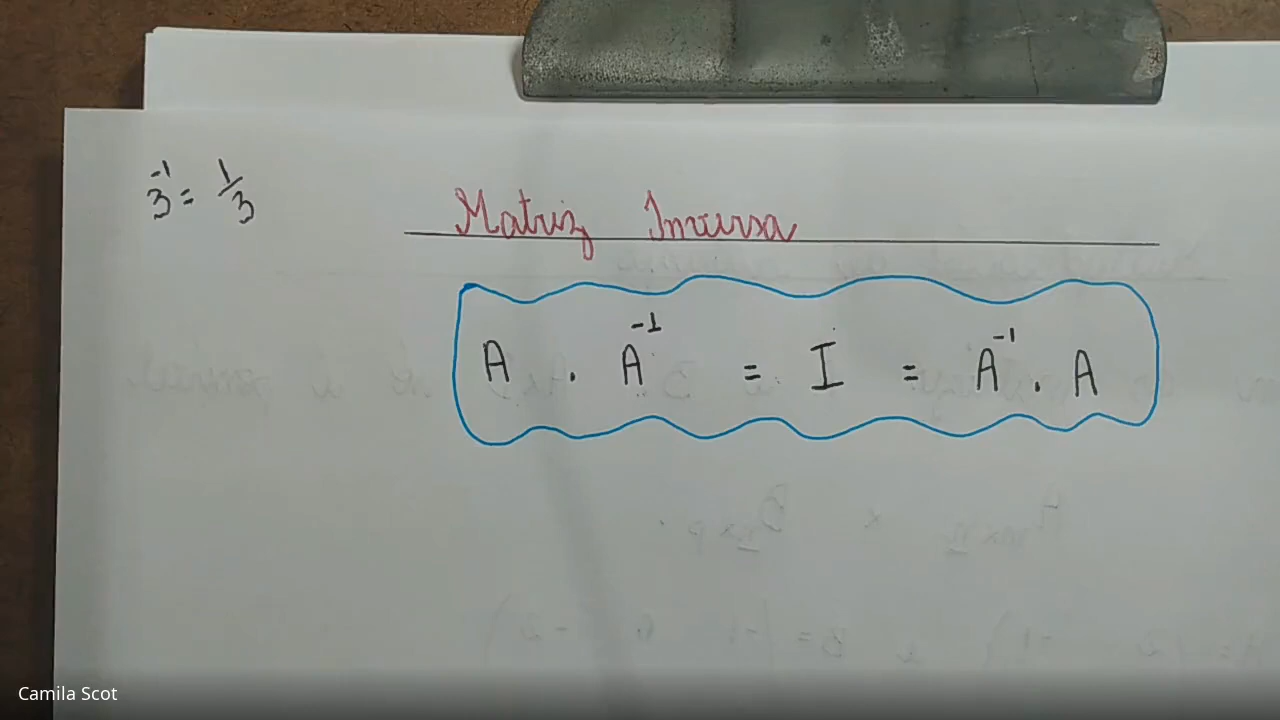 3⁻¹ = 1/3
Matriz Inversa
A . A⁻¹ = I = A⁻¹ . A
Camila Scot